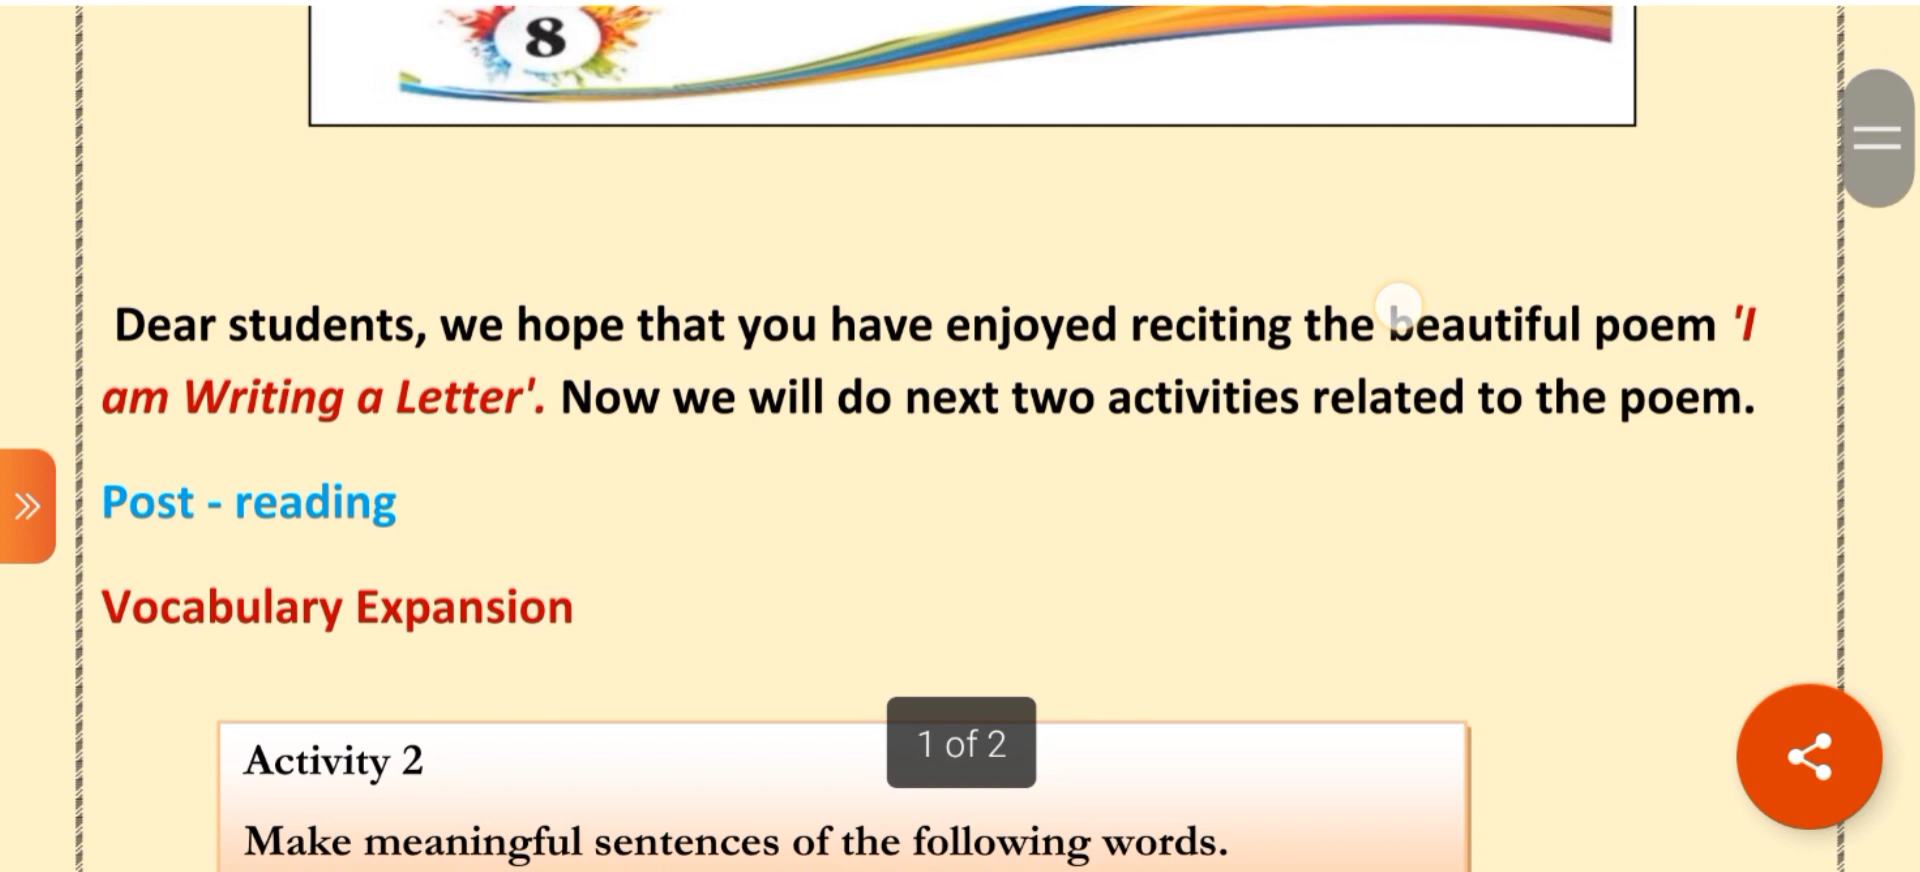 8
Dear students, we hope that you have enjoyed reciting the beautiful poem 'I
am Writing a Letter'. Now we will do next two activities related to the poem.
Post - reading
Vocabulary Expansion
Activity 2
1 of 2
Make meaningful sentences of the following words.